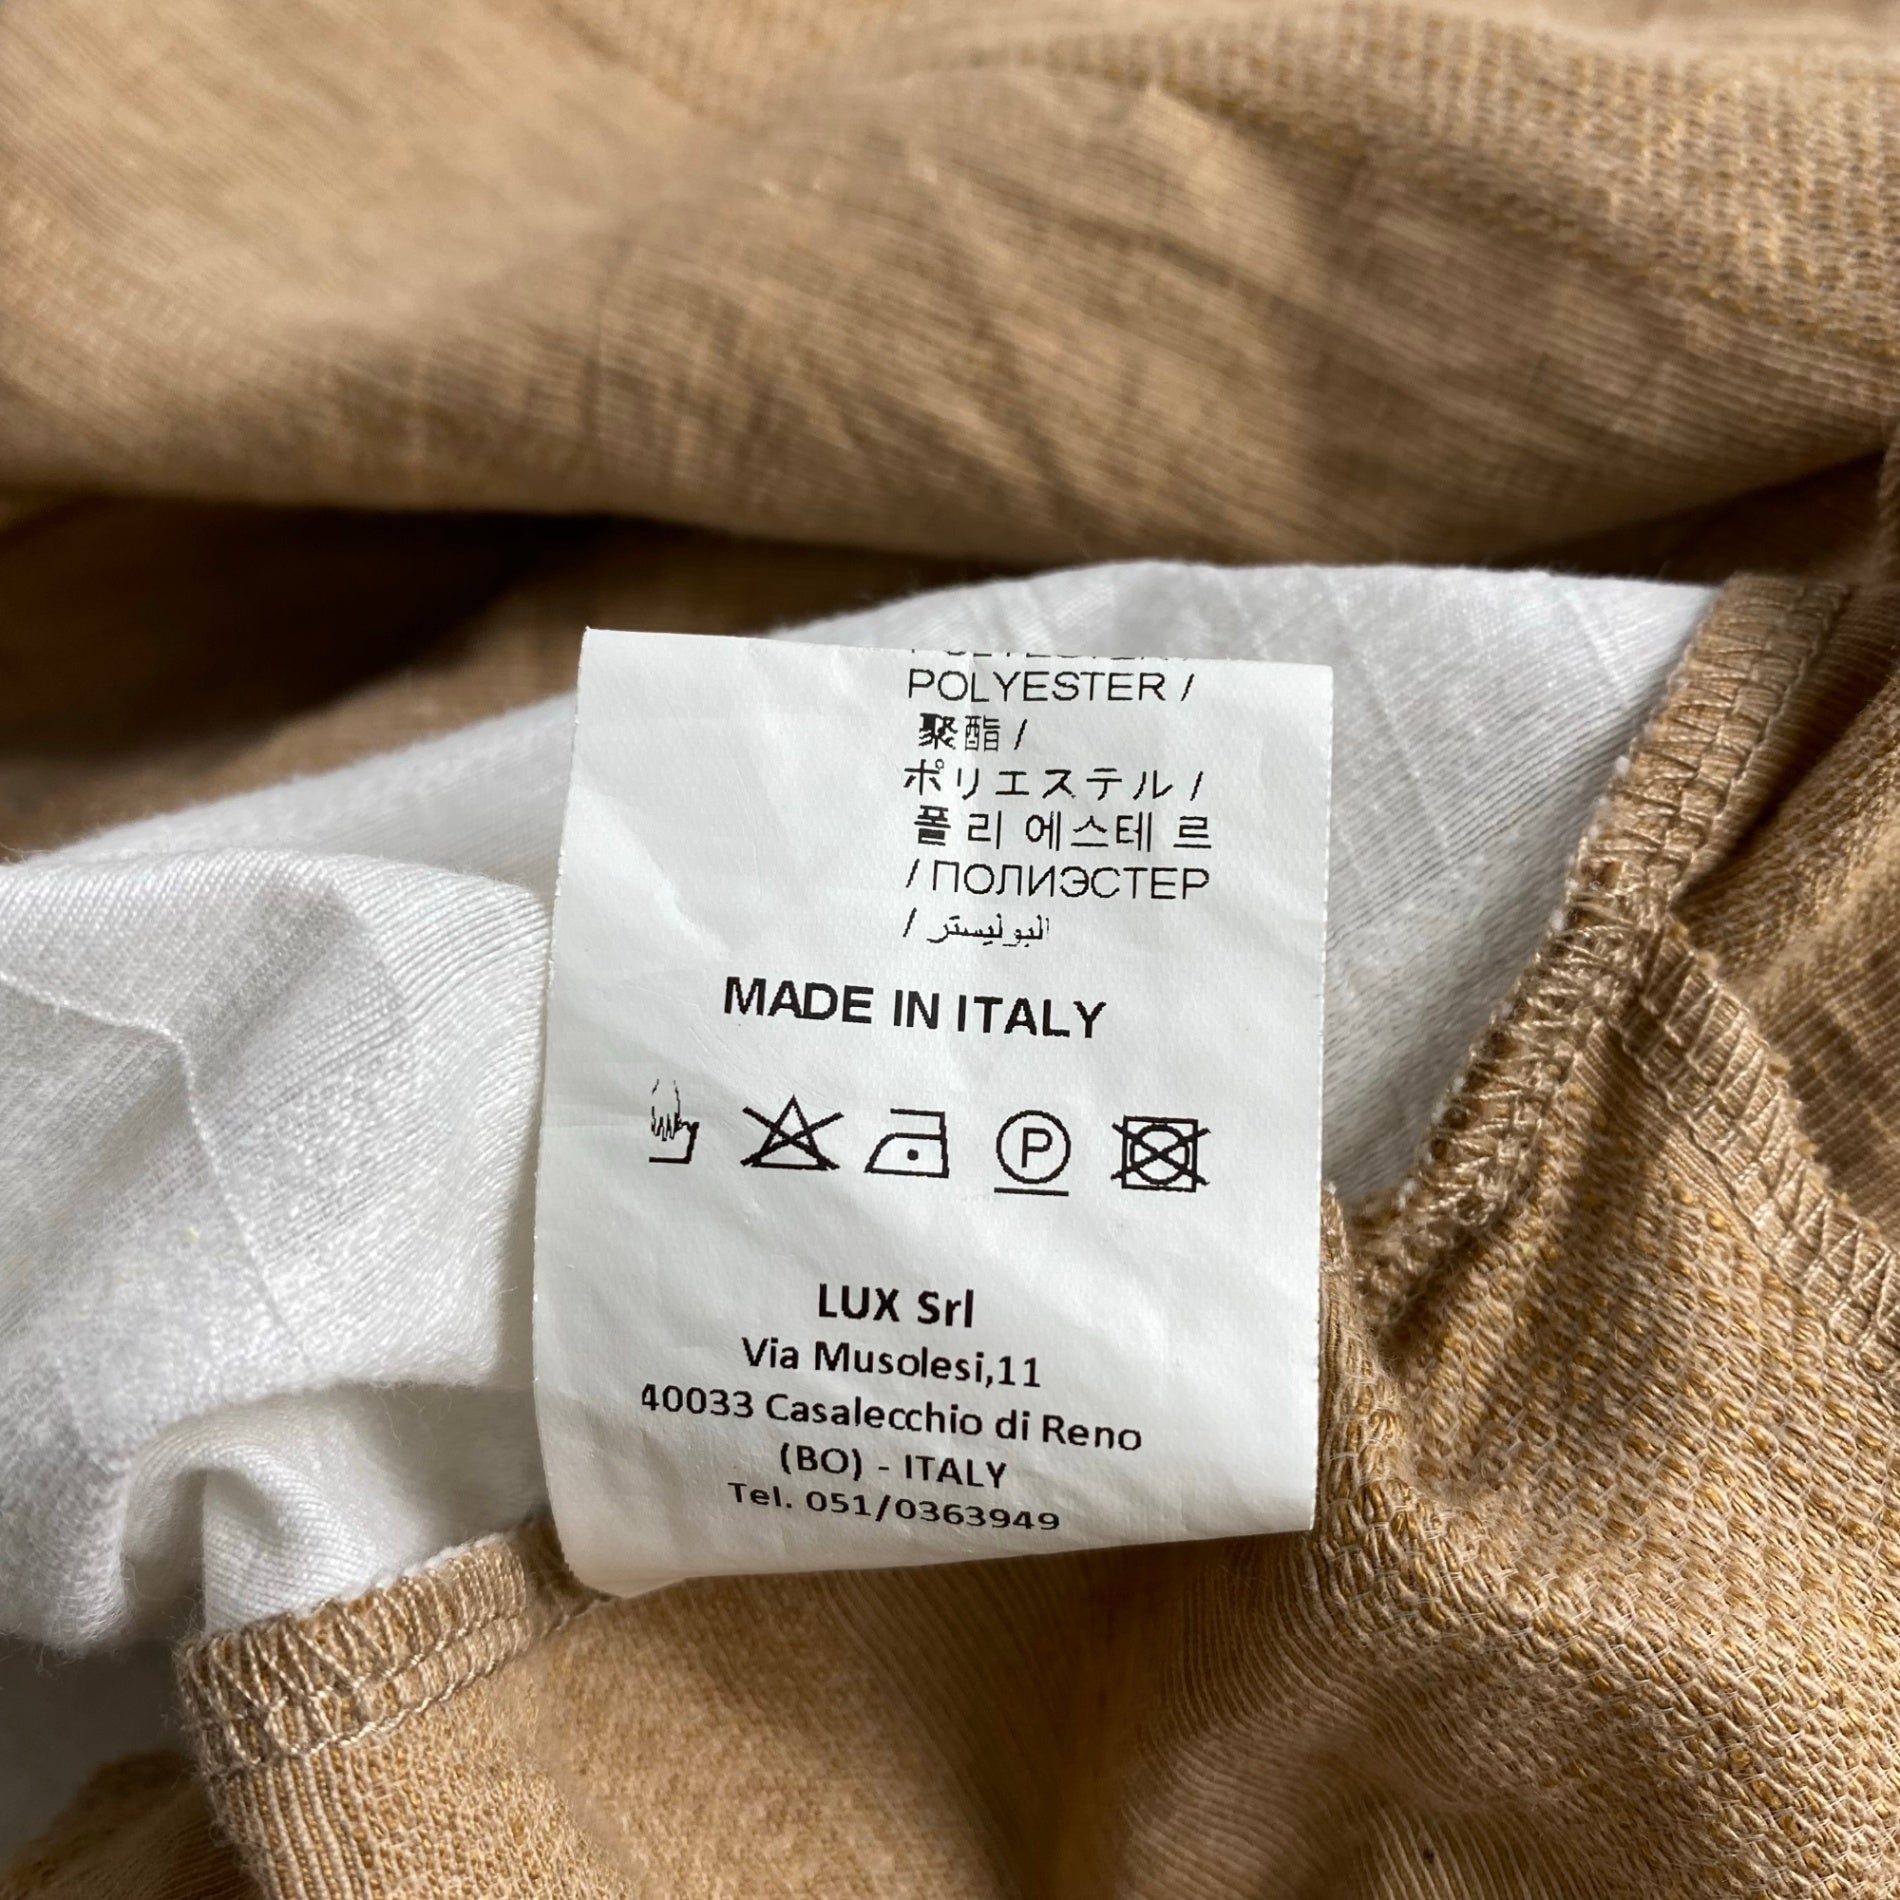 POLYESTER /
POLYESTER /
聚酯 /
ポリエステル /
폴리에스테르
/ ПОЛИЭСТЕР
/ البوليستر
MADE IN ITALY
P
LUX Srl
Via Musolesi,11
40033 Casalecchio di Reno
(BO) - ITALY
Tel. 051/0363949